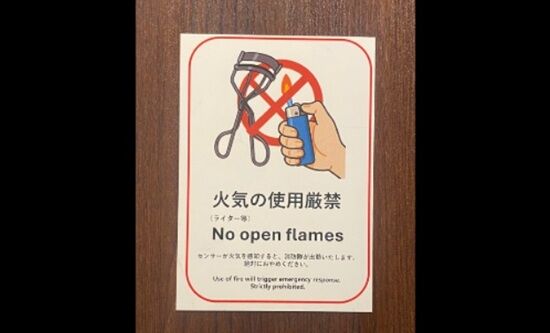 火気の使用厳禁
（ライター等）
No open flames
センサーが火気を感知すると、消防隊が出動いたします。
絶対におやめください。
Use of fire will trigger emergency response.
Strictly prohibited.